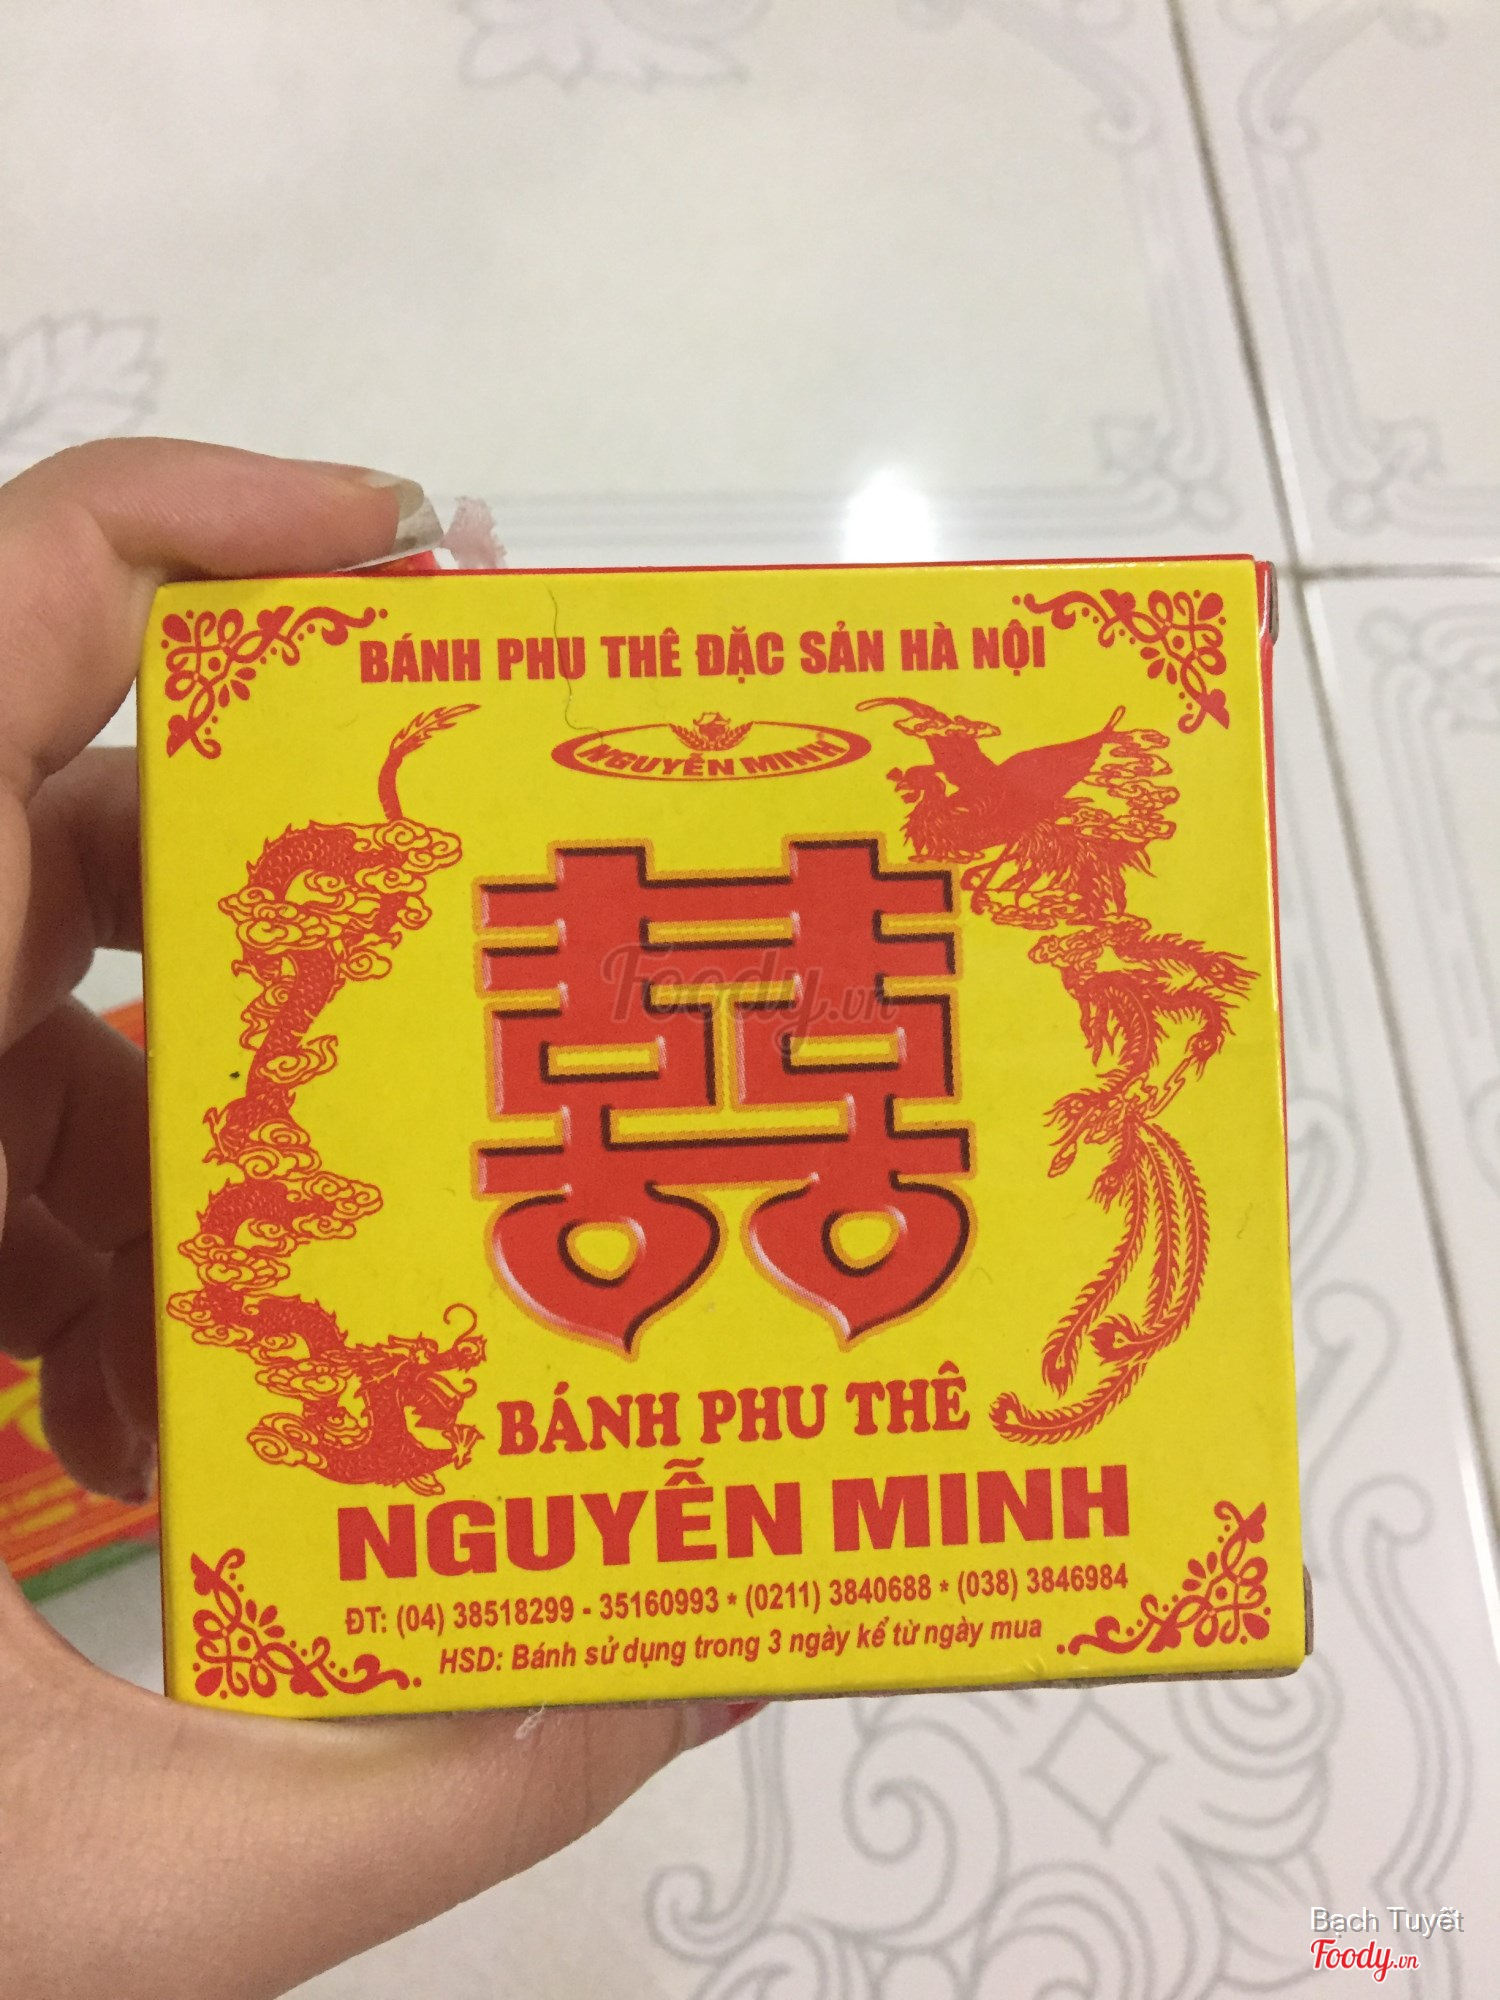 BÁNH PHU THÊ ĐẶC SẢN HÀ NỘI
NGUYỄN MINH
囍
Foody.vn
BÁNH PHU THÊ
NGUYỄN MINH
ĐT: (04) 38518299 - 35160993 * (0211) 3840688 * (038) 3846984
HSD: Bánh sử dụng trong 3 ngày kể từ ngày mua
Bạch Tuyết
Foody.vn